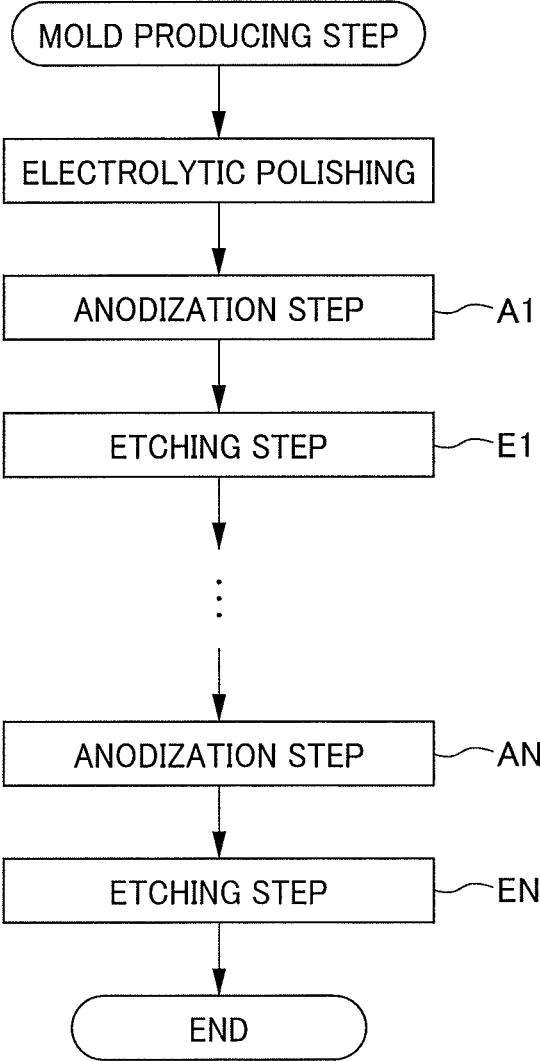 MOLD PRODUCING STEP
ELECTROLYTIC POLISHING
ANODIZATION STEP
A1
ETCHING STEP
E1
⋮
ANODIZATION STEP
AN
ETCHING STEP
EN
END